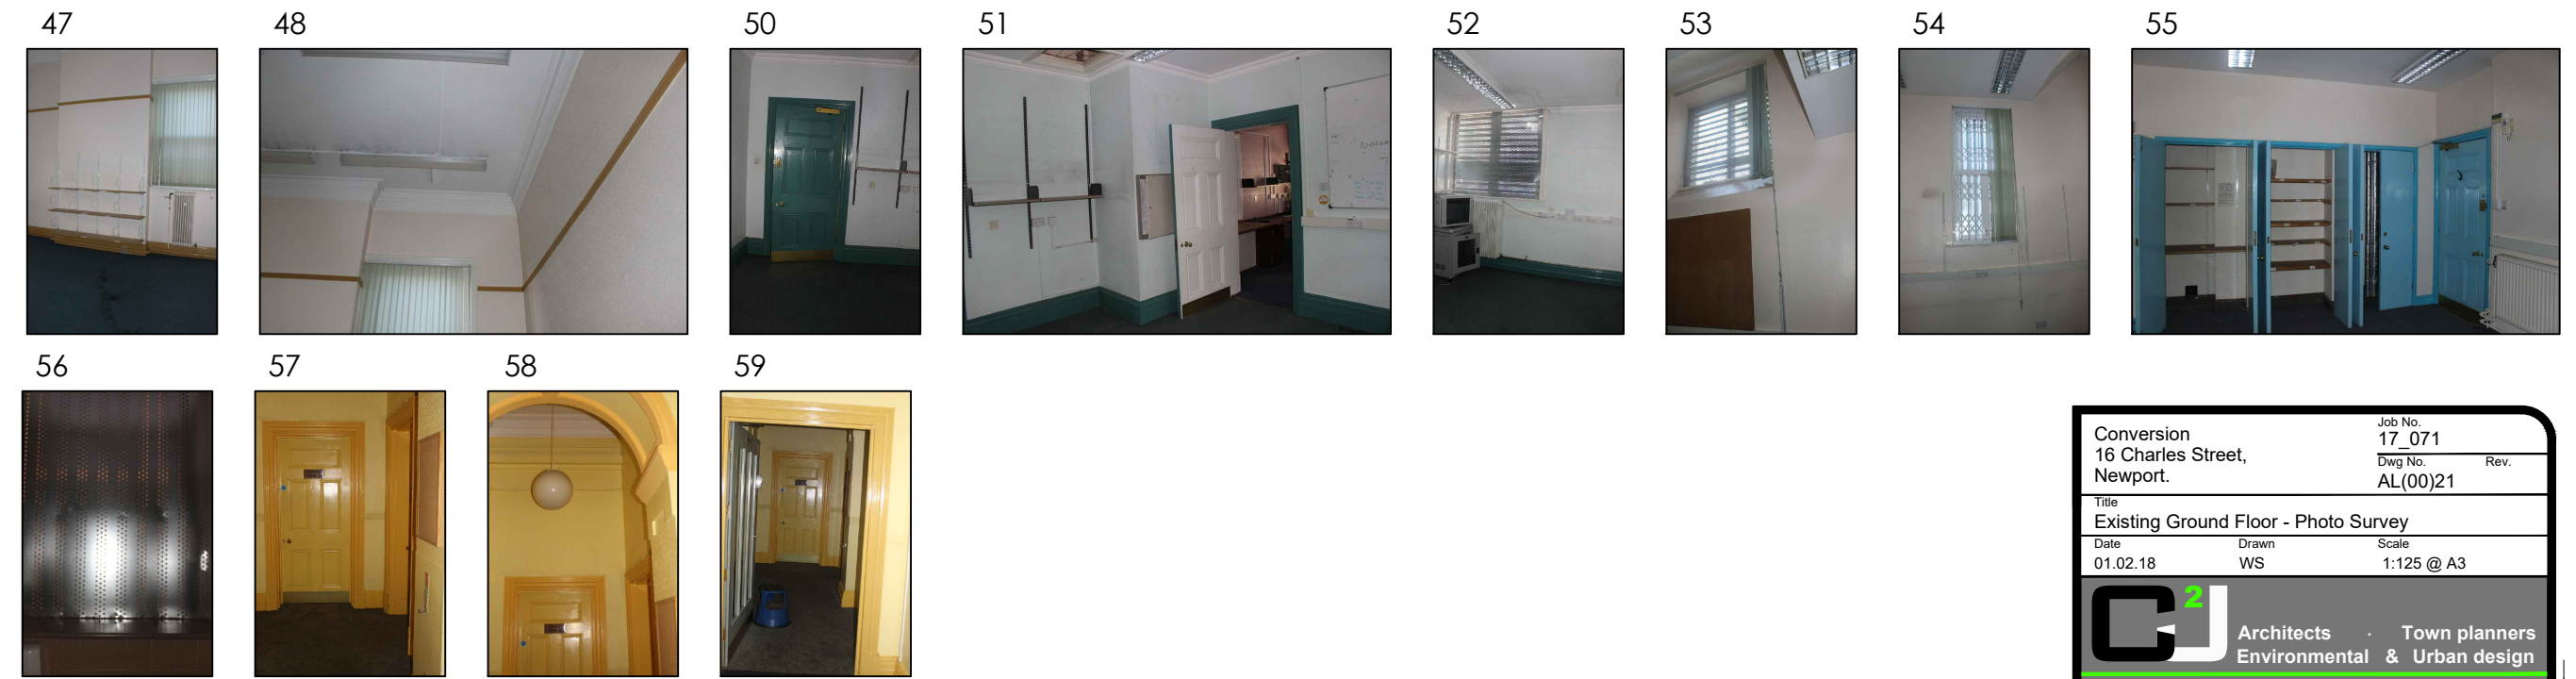 47 48 50 51 52 53 54 55
56 57 58 59
Conversion
16 Charles Street,
Newport.
Job No.
17_071
Dwg No. Rev.
AL(00)21
Title
Existing Ground Floor - Photo Survey
Date Drawn Scale
01.02.18 WS 1:125 @ A3
C2J
Architects · Town planners
Environmental & Urban design